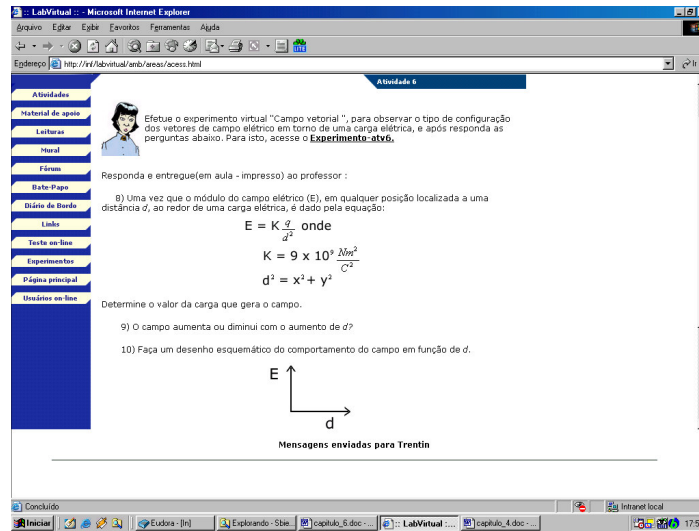 :: LabVirtual :: - Microsoft Internet Explorer
Arquivo Editar Exibir Favoritos Ferramentas Ajuda
Endereço http://inf/labvirtual/amb/areas/acess.html
Atividade 6
Atividades
Material de apoio
Leituras
Mural
Fórum
Bate-Papo
Diário de Bordo
Links
Teste on-line
Experimentos
Página principal
Usuários on-line
Efetue o experimento virtual "Campo vetorial ", para observar o tipo de configuração
dos vetores de campo elétrico em torno de uma carga elétrica, e após responda as
perguntas abaixo. Para isto, acesse o Experimento-atv6.
Responda e entregue(em aula - impresso) ao professor :
8) Uma vez que o módulo do campo elétrico (E), em qualquer posição localizada a uma
distância d, ao redor de uma carga elétrica, é dado pela equação:
E = K q/d² onde
K = 9 x 10⁹ Nm²/C²
d² = x² + y²
Determine o valor da carga que gera o campo.
9) O campo aumenta ou diminui com o aumento de d?
10) Faça um desenho esquemático do comportamento do campo em função de d.
E
d
Mensagens enviadas para Trentin
Concluído
Intranet local
Iniciar
Eudora - [In]
Explorando - Sbie...
capitulo_6.doc - ...
:: LabVirtual :...
capitulo_4.doc - ...